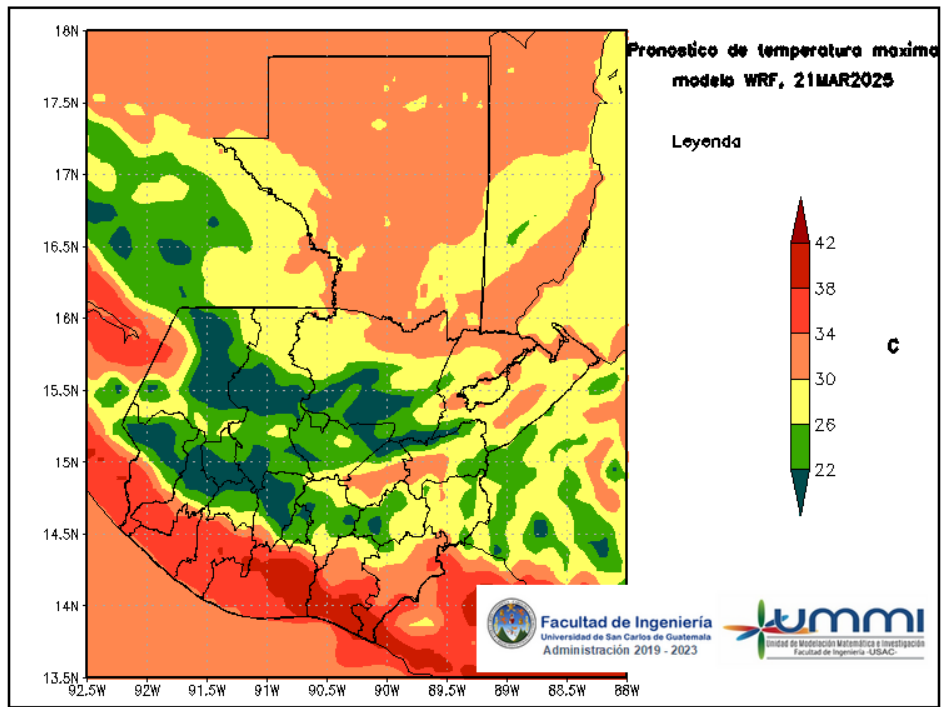 Pronostico de temperatura maxima
modelo WRF, 21MAR2025
Leyenda
42
38
34
30
26
22
C
18N
17.5N
17N
16.5N
16N
15.5N
15N
14.5N
14N
13.5N
92.5W
92W
91.5W
91W
90.5W
90W
89.5W
89W
88.5W
88W
Facultad de Ingeniería
Universidad de San Carlos de Guatemala
Administración 2019 - 2023
ummi
Unidad de Modelación Matemática e Investigación
Facultad de Ingeniería -USAC-